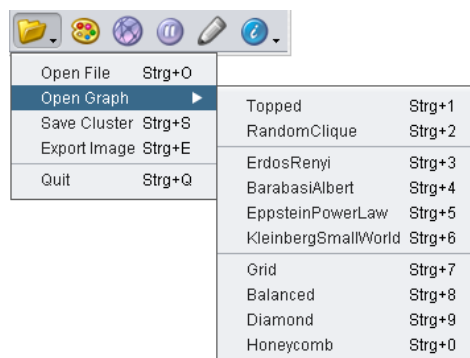 Open File Strg+O
Open Graph
Save Cluster Strg+S
Export Image Strg+E
Quit Strg+Q
Topped Strg+1
RandomClique Strg+2
ErdosRenyi Strg+3
BarabasiAlbert Strg+4
EppsteinPowerLaw Strg+5
KleinbergSmallWorld Strg+6
Grid Strg+7
Balanced Strg+8
Diamond Strg+9
Honeycomb Strg+0